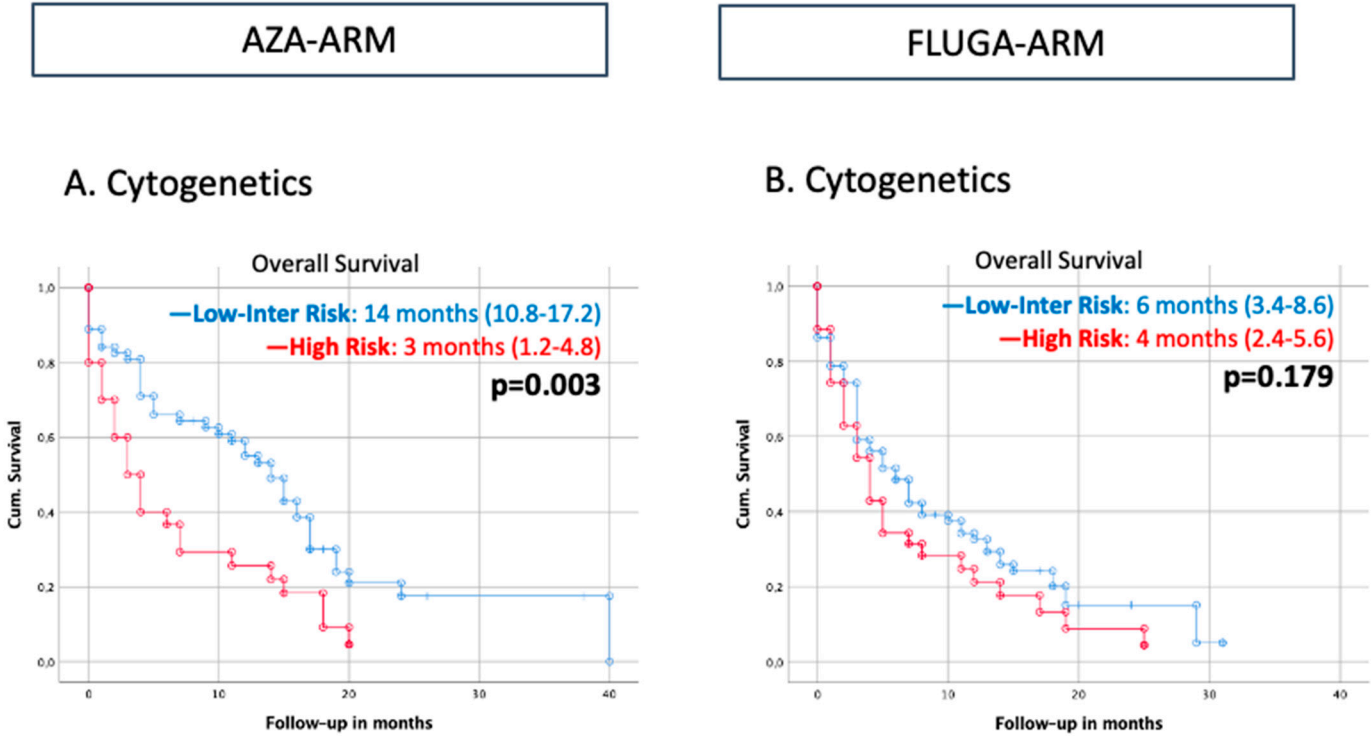 AZA-ARM
FLUGA-ARM
A. Cytogenetics
B. Cytogenetics
Overall Survival
—Low-Inter Risk: 14 months (10.8-17.2)
—High Risk: 3 months (1.2-4.8)
p=0.003
Cum. Survival
1,0
0,8
0,6
0,4
0,2
0,0
0 10 20 30 40
Follow-up in months
Overall Survival
—Low-Inter Risk: 6 months (3.4-8.6)
—High Risk: 4 months (2.4-5.6)
p=0.179
Cum. Survival
1,0
0,8
0,6
0,4
0,2
0,0
0 10 20 30 40
Follow-up in months